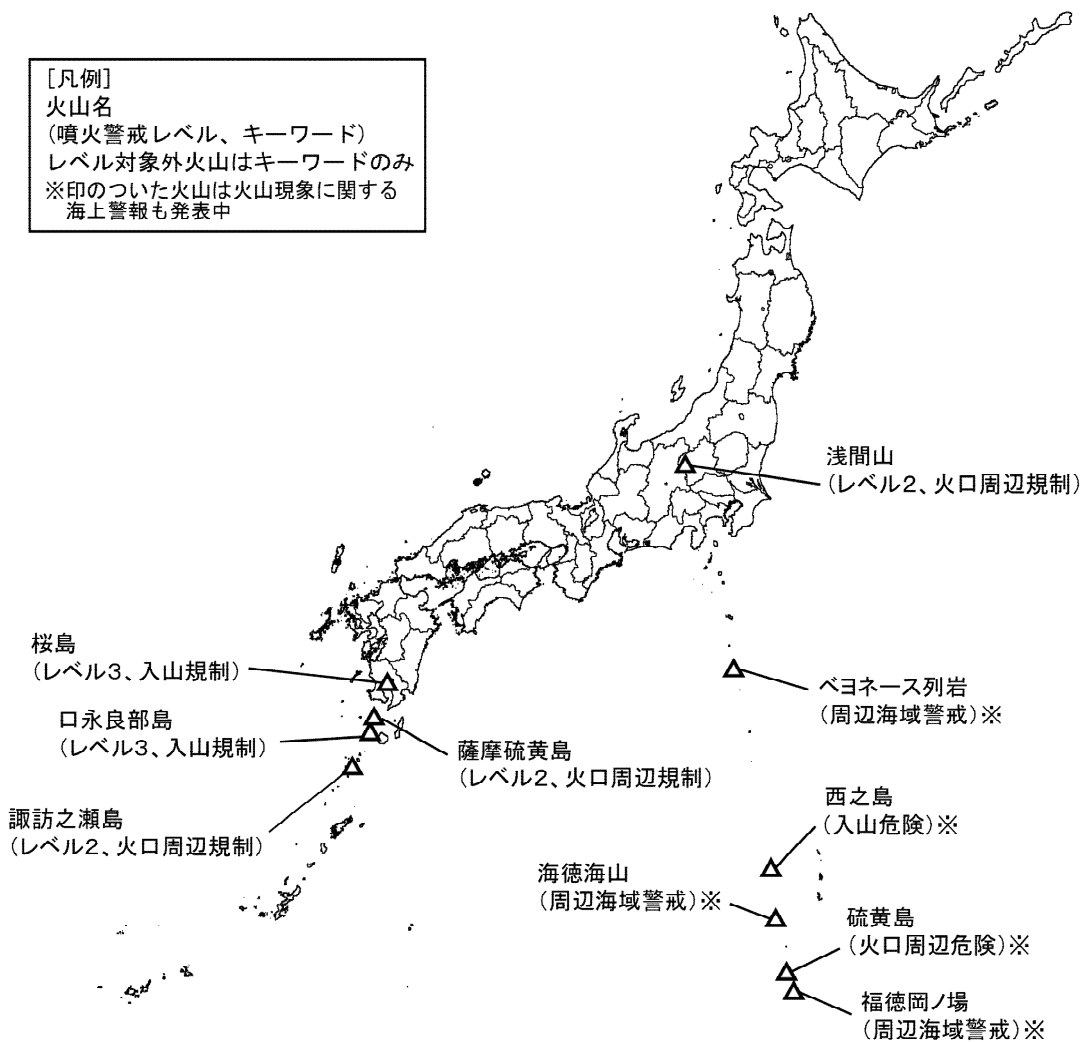 [凡例]
火山名
(噴火警戒レベル、キーワード)
レベル対象外火山はキーワードのみ
※印のついた火山は火山現象に関する
海上警報も発表中
浅間山
(レベル2、火口周辺規制)
桜島
(レベル3、入山規制)
口永良部島
(レベル3、入山規制)
薩摩硫黄島
(レベル2、火口周辺規制)
諏訪之瀬島
(レベル2、火口周辺規制)
ベヨネース列岩
(周辺海域警戒)※
西之島
(入山危険)※
海徳海山
(周辺海域警戒)※
硫黄島
(火口周辺危険)※
福徳岡ノ場
(周辺海域警戒)※